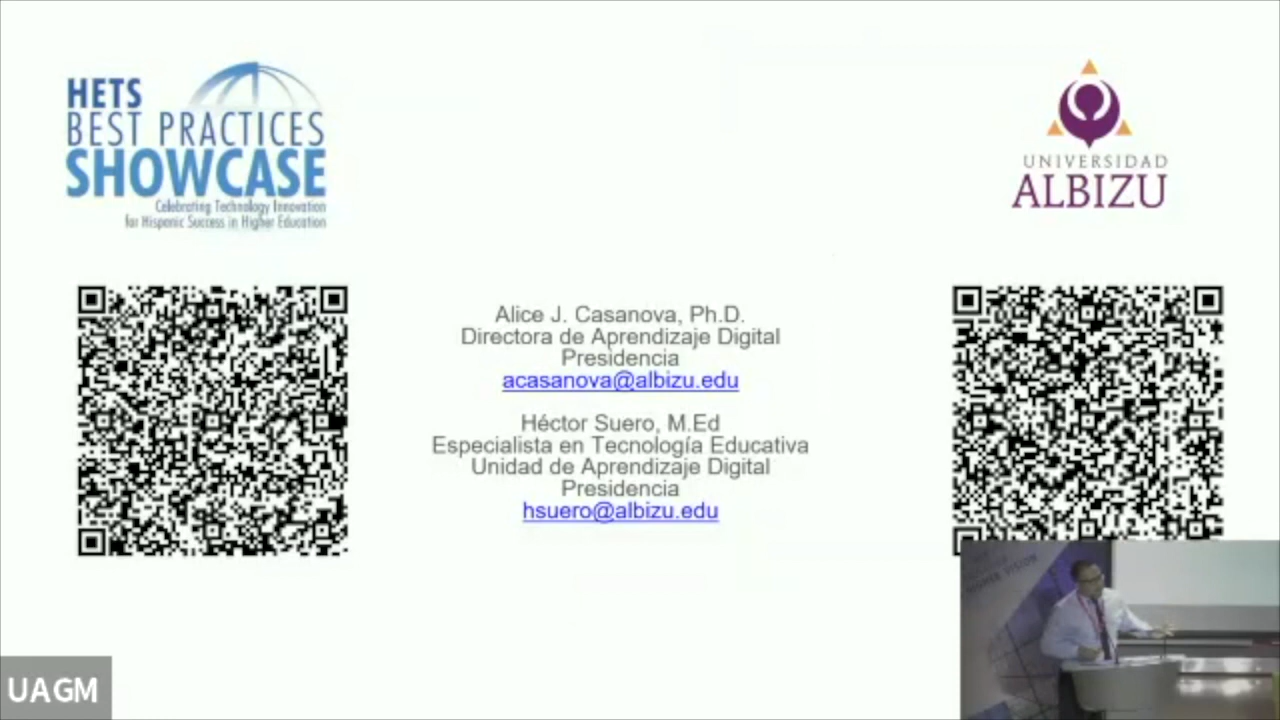 HETS
BEST PRACTICES
SHOWCASE
Celebrating Technology Innovation
for Hispanic Success in Higher Education
UNIVERSIDAD
ALBIZU
Alice J. Casanova, Ph.D.
Directora de Aprendizaje Digital
Presidencia
acasanova@albizu.edu
Héctor Suero, M.Ed
Especialista en Tecnología Educativa
Unidad de Aprendizaje Digital
Presidencia
hsuero@albizu.edu
VISION
UAGM